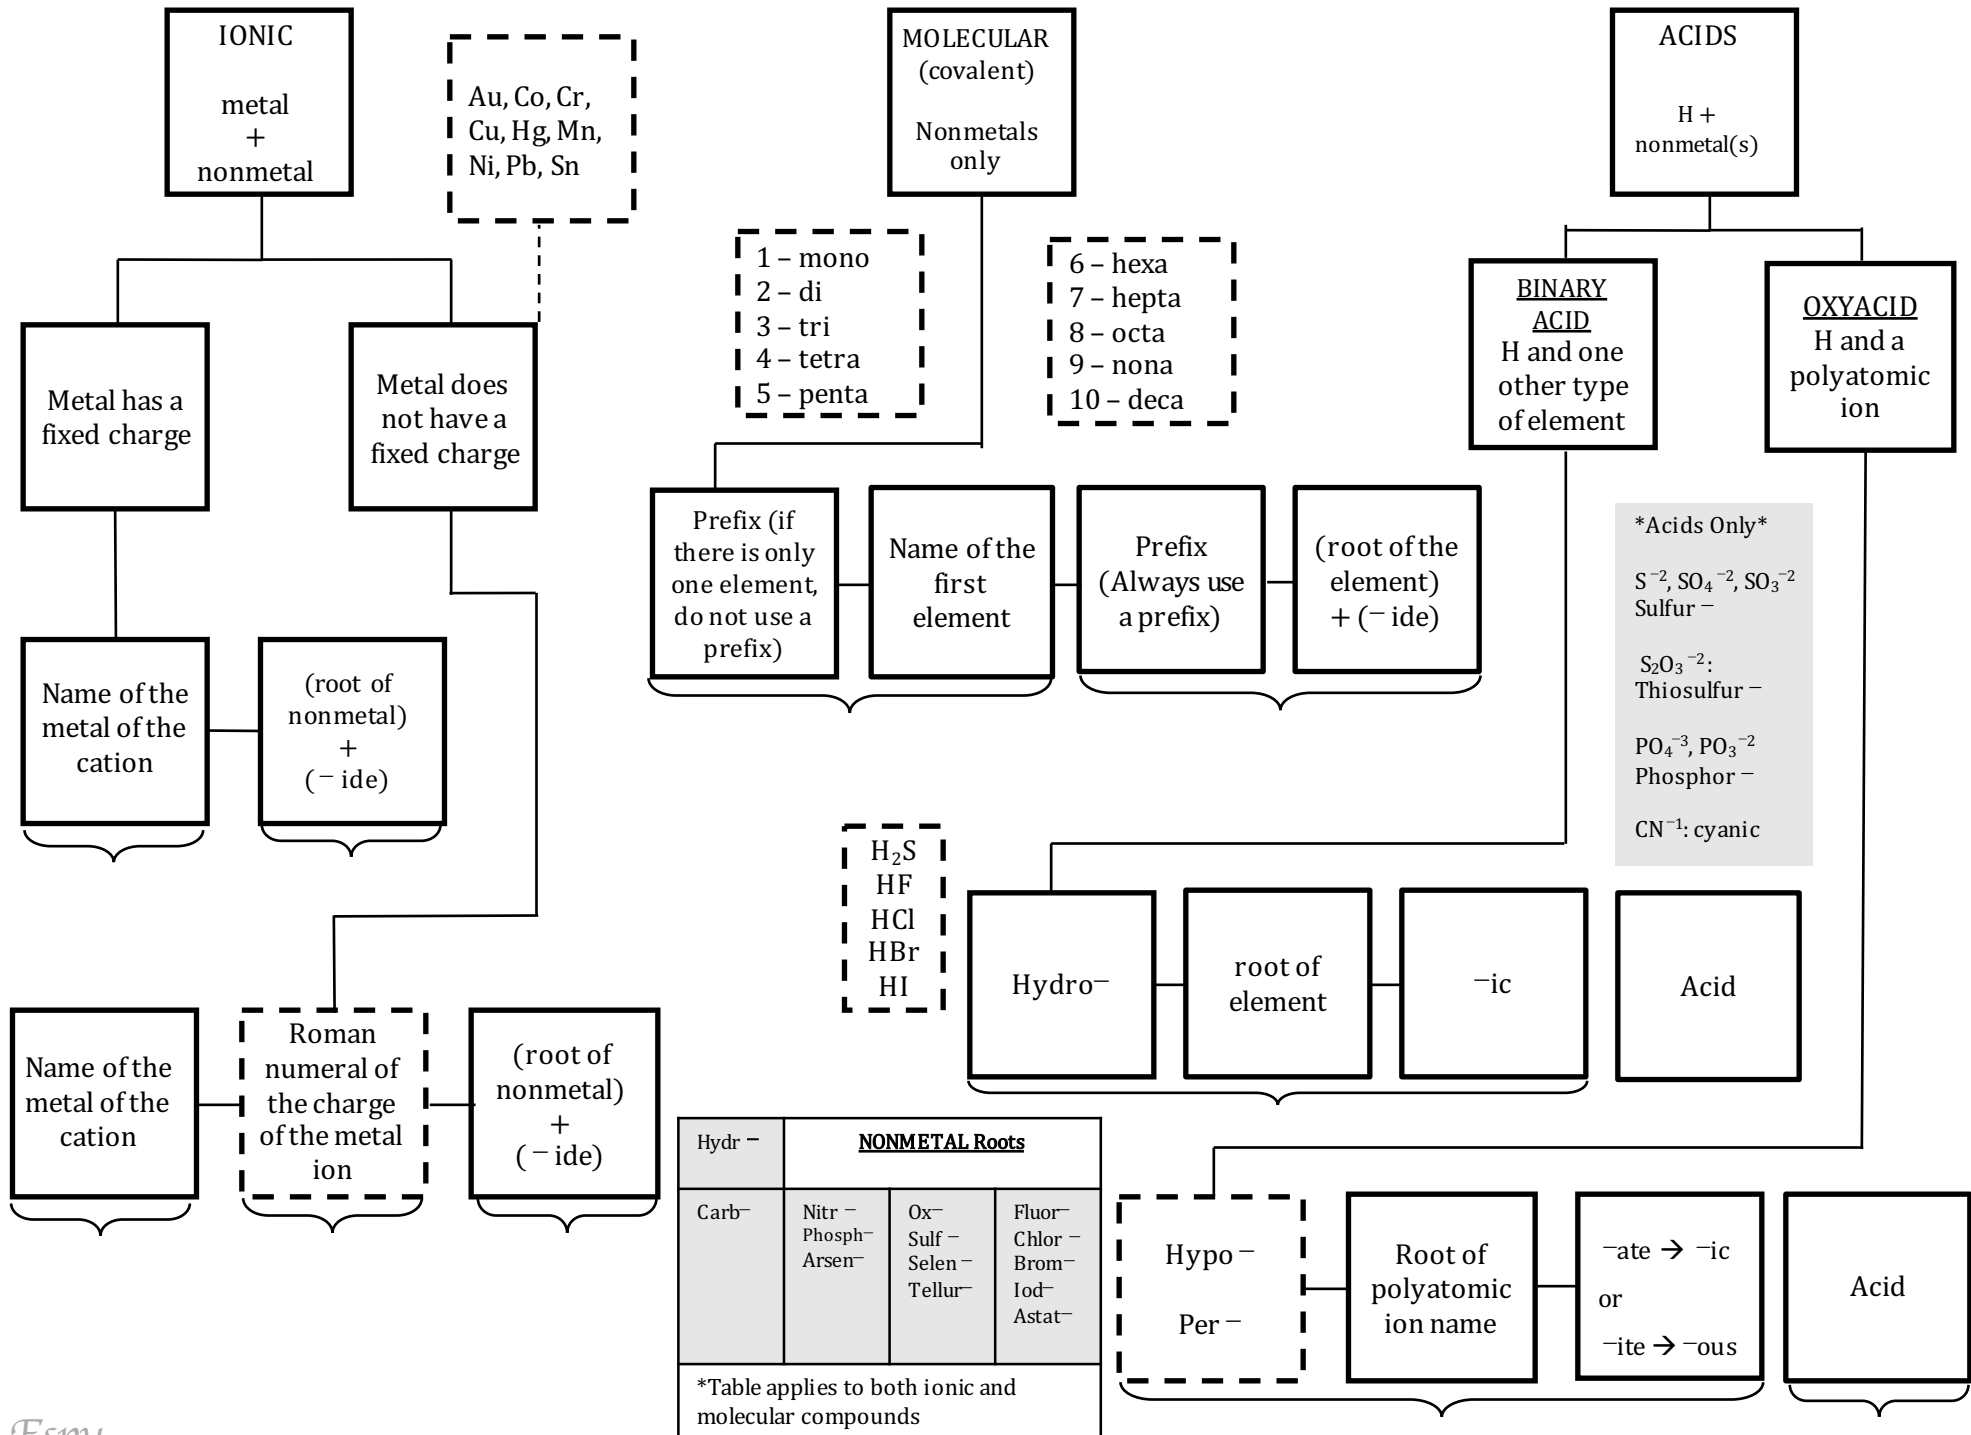 IONIC
metal
+
nonmetal
Au, Co, Cr,
Cu, Hg, Mn,
Ni, Pb, Sn
Metal has a
fixed charge
Metal does
not have a
fixed charge
Name of the
metal of the
cation
(root of
nonmetal)
+
(– ide)
Name of the
metal of the
cation
Roman
numeral of
the charge
of the metal
ion
(root of
nonmetal)
+
( – ide)
MOLECULAR
(covalent)
Nonmetals
only
1 – mono
2 – di
3 – tri
4 – tetra
5 – penta
6 – hexa
7 – hepta
8 – octa
9 – nona
10 – deca
Prefix (if
there is only
one element,
do not use a
prefix)
Name of the
first
element
Prefix
(Always use
a prefix)
(root of the
element)
+ (– ide)
ACIDS
H +
nonmetal(s)
BINARY
ACID
H and one
other type
of element
OXYACID
H and a
polyatomic
ion
*Acids Only*
S⁻², SO₄⁻², SO₃⁻²
Sulfur –
S₂O₃⁻²:
Thiosulfur –
PO₄⁻³, PO₃⁻²
Phosphor –
CN⁻¹: cyanic
H₂S
HF
HCl
HBr
HI
Hydro–
root of
element
–ic
Acid
Hydr –
NONMETAL Roots
Carb–
Nitr –
Phosph–
Arsen–
Ox–
Sulf –
Selen –
Tellur–
Fluor–
Chlor –
Brom–
Iod–
Astat–
*Table applies to both ionic and
molecular compounds
Hypo –
Per –
Root of
polyatomic
ion name
–ate → –ic
or
–ite → –ous
Acid